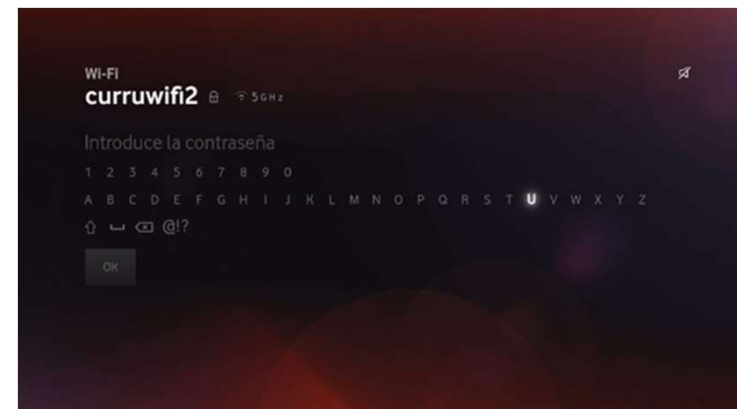 Wi-Fi
curruwifi2 5GHz
Introduce la contraseña
1 2 3 4 5 6 7 8 9 0
A B C D E F G H I J K L M N O P Q R S T U V W X Y Z
@!?
OK